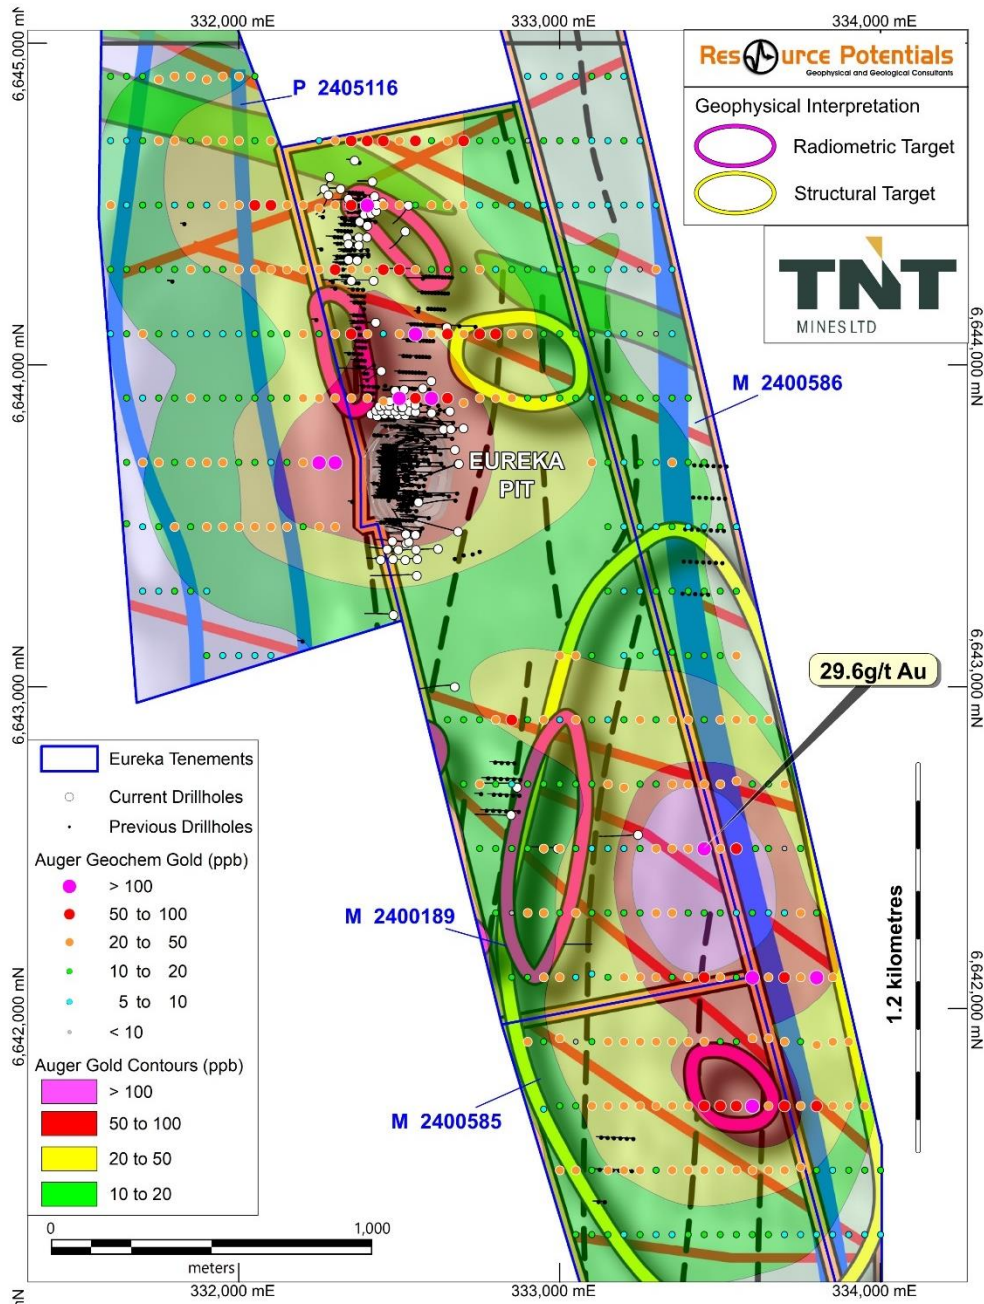 332,000 mE
333,000 mE
334,000 mE
6,645,000 mN
ResOurce Potentials
Geophysical and Geological Consultants
Geophysical Interpretation
Radiometric Target
Structural Target
TNT
MINES LTD
P 2405116
6,644,000 mN
6,644,000 mN
M 2400586
EUREKA
PIT
29.6g/t Au
6,643,000 mN
6,643,000 mN
Eureka Tenements
Current Drillholes
Previous Drillholes
Auger Geochem Gold (ppb)
> 100
50 to 100
20 to 50
10 to 20
5 to 10
< 10
Auger Gold Contours (ppb)
> 100
50 to 100
20 to 50
10 to 20
M 2400189
1.2 kilometres
6,642,000 mN
6,642,000 mN
M 2400585
0
1,000
meters
mN
332,000 mE
333,000 mE
334,000 mE